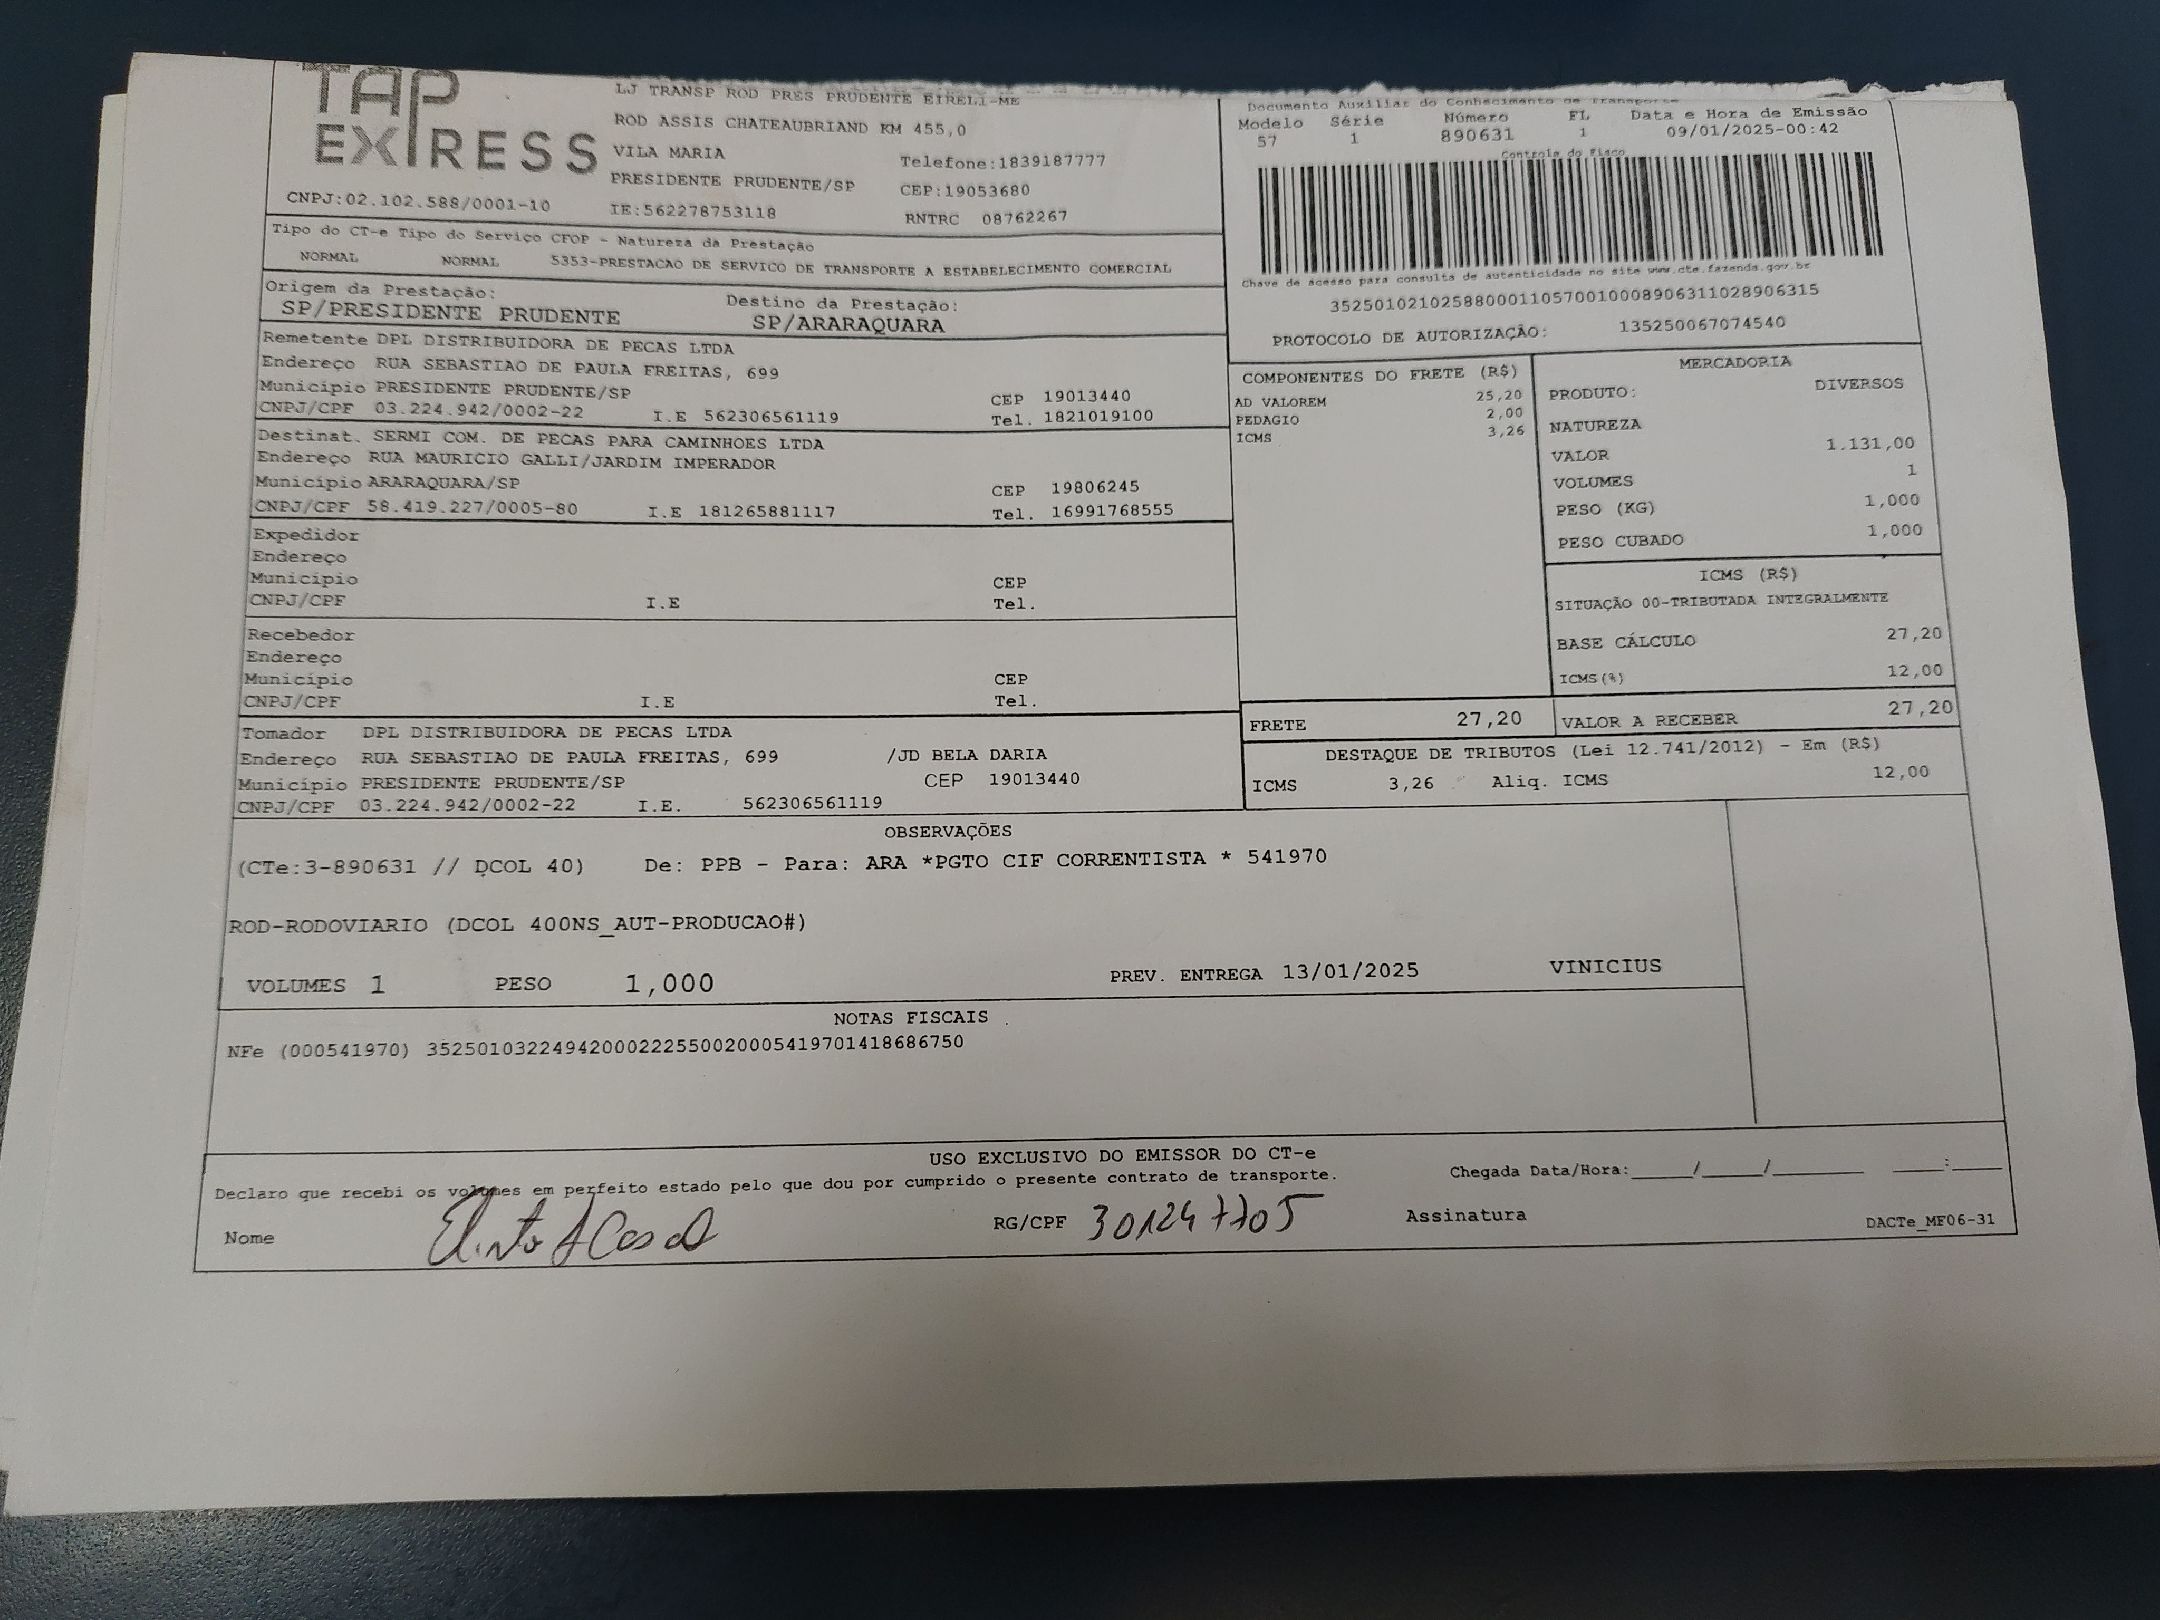 TAP EXPRESS
LJ TRANSP ROD PRES PRUDENTE EIRELI-ME
ROD ASSIS CHATEAUBRIAND KM 455,0
VILA MARIA
Telefone:1839187777
PRESIDENTE PRUDENTE/SP CEP:19053680
CNPJ:02.102.588/0001-10 IE:562278753118 RNTRC 08762267
Documento Auxiliar do Conhecimento de Transporte
Modelo Série Número FL Data e Hora de Emissão
57 1 890631 1 09/01/2025-00:42
Controle do Fisco
Chave de acesso para consulta de autenticidade no site www.cte.fazenda.gov.br
35250102102588000110570010008906311028906315
PROTOCOLO DE AUTORIZAÇÃO: 135250067074540
Tipo do CT-e Tipo do Serviço CFOP - Natureza da Prestação
NORMAL NORMAL 5353-PRESTACAO DE SERVICO DE TRANSPORTE A ESTABELECIMENTO COMERCIAL
Origem da Prestação: Destino da Prestação:
SP/PRESIDENTE PRUDENTE SP/ARARAQUARA
Remetente DPL DISTRIBUIDORA DE PECAS LTDA
Endereço RUA SEBASTIAO DE PAULA FREITAS, 699
Município PRESIDENTE PRUDENTE/SP CEP 19013440
CNPJ/CPF 03.224.942/0002-22 I.E 562306561119 Tel. 1821019100
Destinat. SERMI COM. DE PECAS PARA CAMINHOES LTDA
Endereço RUA MAURICIO GALLI/JARDIM IMPERADOR
Município ARARAQUARA/SP CEP 19806245
CNPJ/CPF 58.419.227/0005-80 I.E 181265881117 Tel. 16991768555
Expedidor
Endereço
Município CEP
CNPJ/CPF I.E Tel.
Recebedor
Endereço
Município CEP
CNPJ/CPF I.E Tel.
Tomador DPL DISTRIBUIDORA DE PECAS LTDA
Endereço RUA SEBASTIAO DE PAULA FREITAS, 699 /JD BELA DARIA
Município PRESIDENTE PRUDENTE/SP CEP 19013440
CNPJ/CPF 03.224.942/0002-22 I.E. 562306561119
COMPONENTES DO FRETE (R$)
AD VALOREM 25,20
PEDAGIO 2,00
ICMS 3,26
MERCADORIA
PRODUTO: DIVERSOS
NATUREZA
VALOR 1.131,00
VOLUMES 1
PESO (KG) 1,000
PESO CUBADO 1,000
ICMS (R$)
SITUAÇÃO 00-TRIBUTADA INTEGRALMENTE
BASE CÁLCULO 27,20
ICMS(%) 12,00
FRETE 27,20 VALOR A RECEBER 27,20
DESTAQUE DE TRIBUTOS (Lei 12.741/2012) - Em (R$)
ICMS 3,26 Aliq. ICMS 12,00
OBSERVAÇÕES
(CTe:3-890631 // DCOL 40) De: PPB - Para: ARA *PGTO CIF CORRENTISTA * 541970
ROD-RODOVIARIO (DCOL 400NS_AUT-PRODUCAO#)
VOLUMES 1 PESO 1,000 PREV. ENTREGA 13/01/2025 VINICIUS
NOTAS FISCAIS
NFe (000541970) 35250103224942000222550020005419701418686750
USO EXCLUSIVO DO EMISSOR DO CT-e
Declaro que recebi os volumes em perfeito estado pelo que dou por cumprido o presente contrato de transporte. Chegada Data/Hora:____/____/______ ___:___
Nome RG/CPF 301247705 Assinatura DACTe_MF06-31